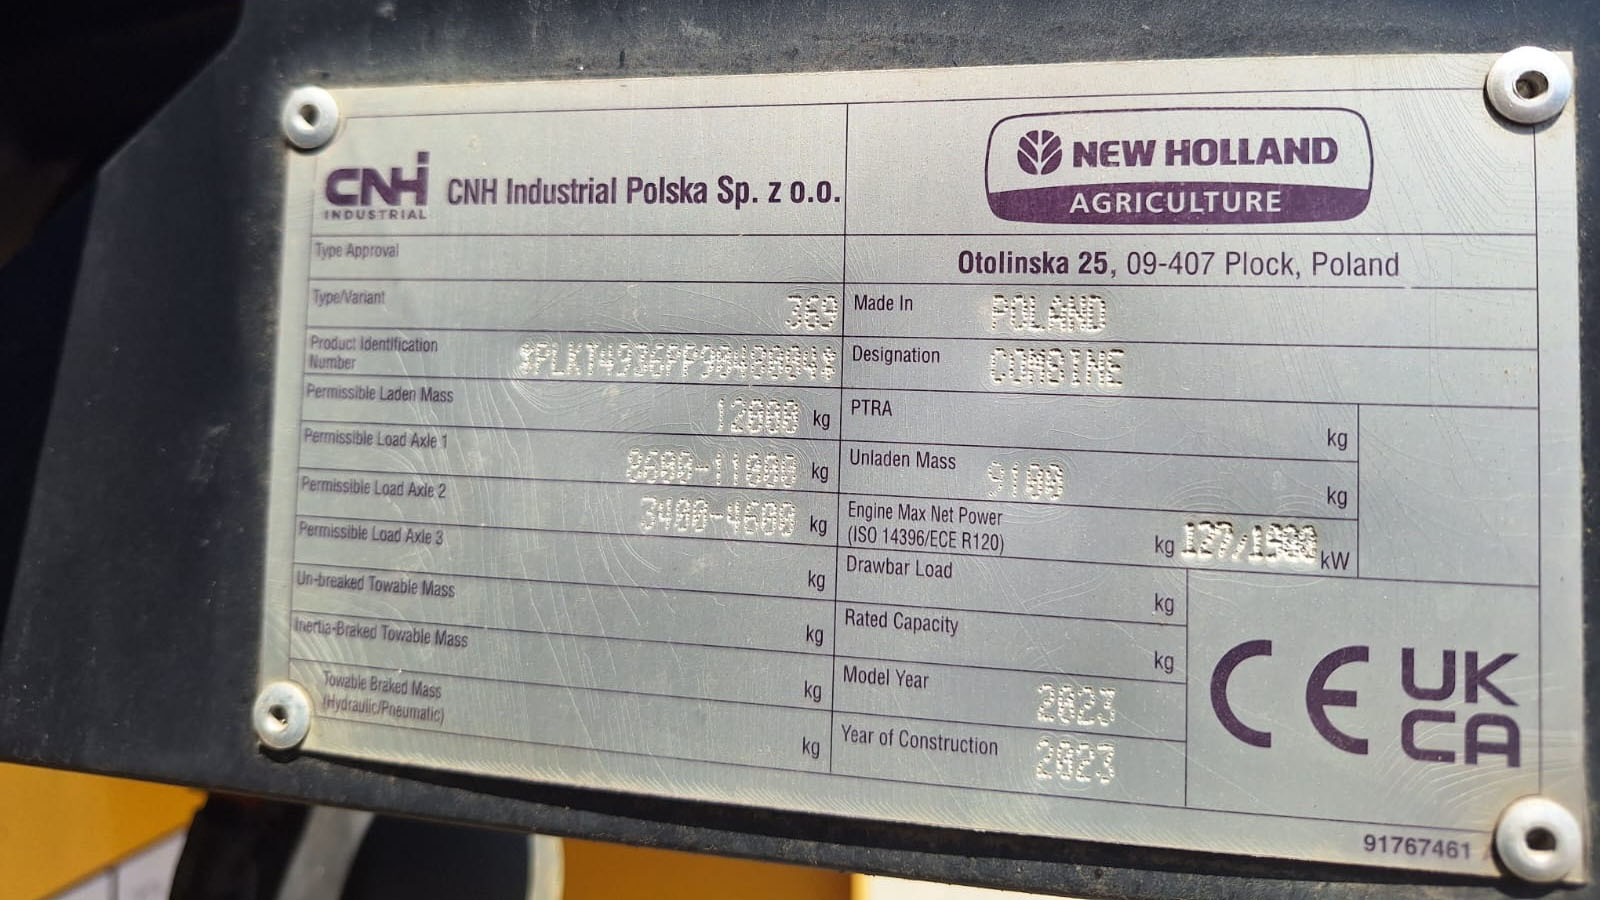 CNH INDUSTRIAL CNH Industrial Polska Sp. z o.o.
NEW HOLLAND
AGRICULTURE
Type Approval
Otolinska 25, 09-407 Plock, Poland
Type/Variant 369
Made In POLAND
Product Identification
Number *PLKT4936PP9048004*
Designation COMBINE
Permissible Laden Mass 12000 kg
PTRA kg
Permissible Load Axle 1 8600-11000 kg
Unladen Mass 9100 kg
Permissible Load Axle 2 3400-4600 kg
Engine Max Net Power
(ISO 14396/ECE R120) kg 127/1900 kW
Permissible Load Axle 3 kg
Drawbar Load kg
Un-breaked Towable Mass kg
Rated Capacity kg
Inertia-Braked Towable Mass kg
Model Year 2023
Towable Braked Mass
(Hydraulic/Pneumatic) kg
Year of Construction 2023
CE UK
CA
91767461